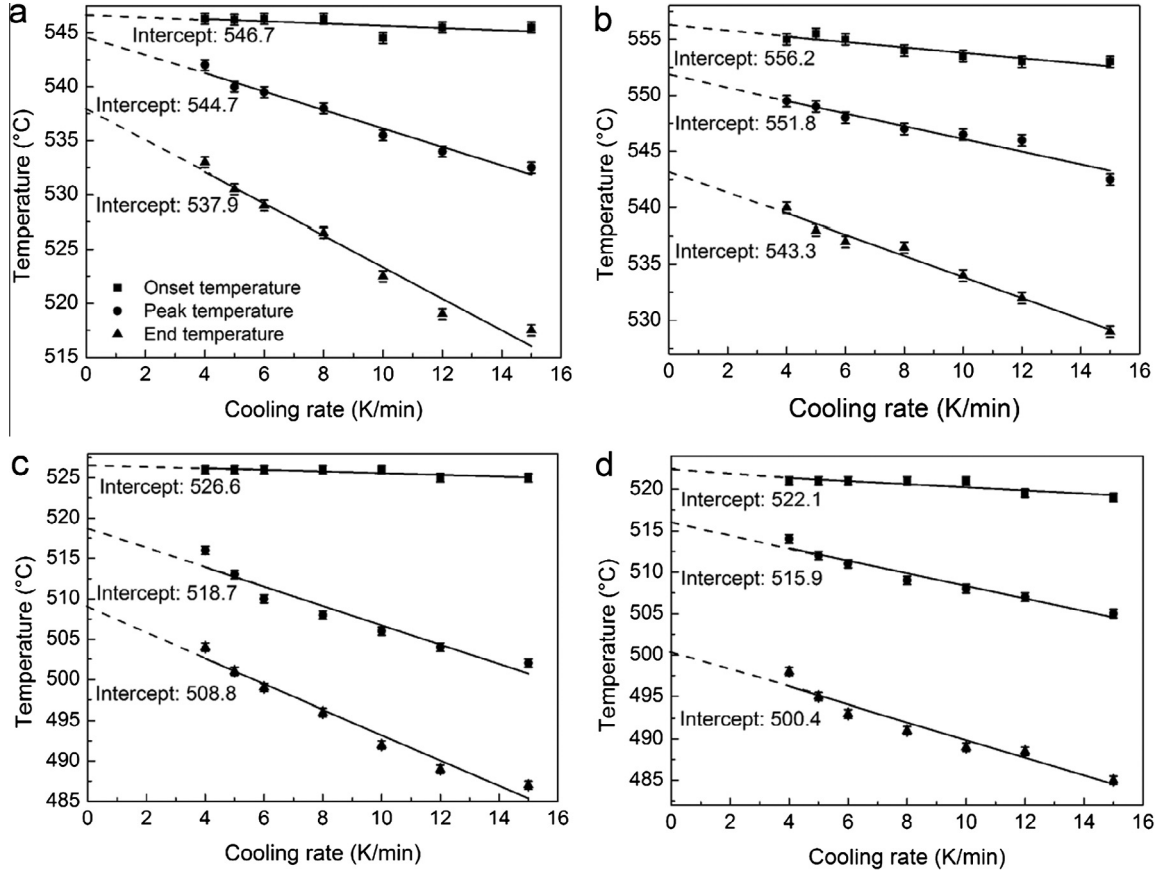 a
545
540
535
530
525
520
515
Temperature (°C)
Intercept: 546.7
Intercept: 544.7
Intercept: 537.9
Onset temperature
Peak temperature
End temperature
0 2 4 6 8 10 12 14 16
Cooling rate (K/min)
b
555
550
545
540
535
530
Temperature (°C)
Intercept: 556.2
Intercept: 551.8
Intercept: 543.3
0 2 4 6 8 10 12 14 16
Cooling rate (K/min)
c
525
520
515
510
505
500
495
490
485
Temperature (°C)
Intercept: 526.6
Intercept: 518.7
Intercept: 508.8
0 2 4 6 8 10 12 14 16
Cooling rate (K/min)
d
520
515
510
505
500
495
490
485
Temperature (°C)
Intercept: 522.1
Intercept: 515.9
Intercept: 500.4
0 2 4 6 8 10 12 14 16
Cooling rate (K/min)